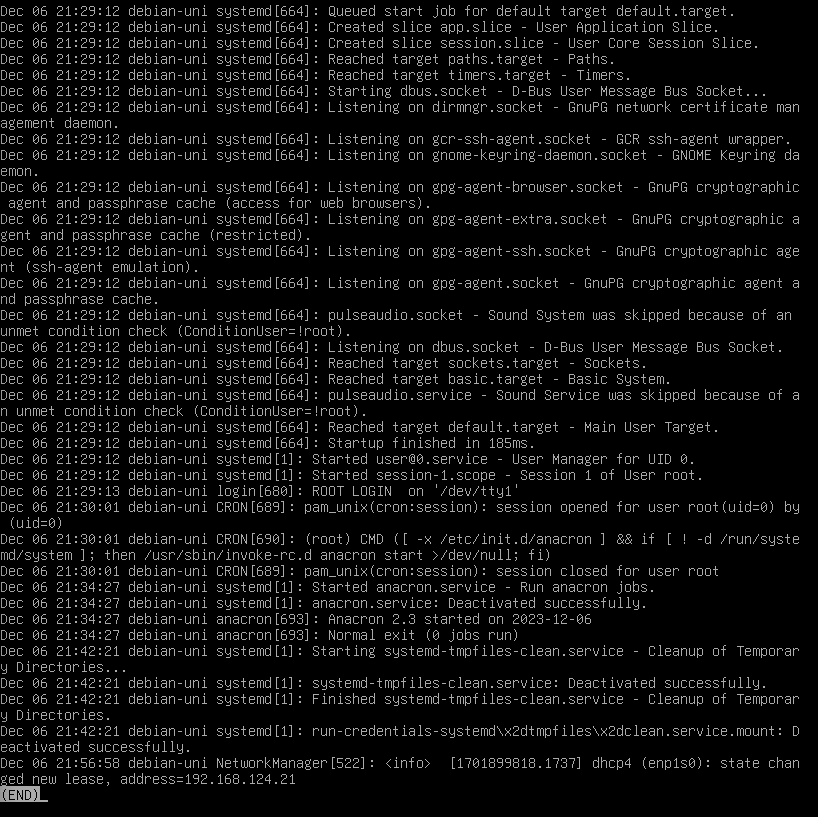 Dec 06 21:29:12 debian-uni systemd[664]: Queued start job for default target default.target.
Dec 06 21:29:12 debian-uni systemd[664]: Created slice app.slice - User Application Slice.
Dec 06 21:29:12 debian-uni systemd[664]: Created slice session.slice - User Core Session Slice.
Dec 06 21:29:12 debian-uni systemd[664]: Reached target paths.target - Paths.
Dec 06 21:29:12 debian-uni systemd[664]: Reached target timers.target - Timers.
Dec 06 21:29:12 debian-uni systemd[664]: Starting dbus.socket - D-Bus User Message Bus Socket...
Dec 06 21:29:12 debian-uni systemd[664]: Listening on dirmngr.socket - GnuPG network certificate man
agement daemon.
Dec 06 21:29:12 debian-uni systemd[664]: Listening on gcr-ssh-agent.socket - GCR ssh-agent wrapper.
Dec 06 21:29:12 debian-uni systemd[664]: Listening on gnome-keyring-daemon.socket - GNOME Keyring da
emon.
Dec 06 21:29:12 debian-uni systemd[664]: Listening on gpg-agent-browser.socket - GnuPG cryptographic
 agent and passphrase cache (access for web browsers).
Dec 06 21:29:12 debian-uni systemd[664]: Listening on gpg-agent-extra.socket - GnuPG cryptographic a
gent and passphrase cache (restricted).
Dec 06 21:29:12 debian-uni systemd[664]: Listening on gpg-agent-ssh.socket - GnuPG cryptographic age
nt (ssh-agent emulation).
Dec 06 21:29:12 debian-uni systemd[664]: Listening on gpg-agent.socket - GnuPG cryptographic agent a
nd passphrase cache.
Dec 06 21:29:12 debian-uni systemd[664]: pulseaudio.socket - Sound System was skipped because of an
unmet condition check (ConditionUser=!root).
Dec 06 21:29:12 debian-uni systemd[664]: Listening on dbus.socket - D-Bus User Message Bus Socket.
Dec 06 21:29:12 debian-uni systemd[664]: Reached target sockets.target - Sockets.
Dec 06 21:29:12 debian-uni systemd[664]: Reached target basic.target - Basic System.
Dec 06 21:29:12 debian-uni systemd[664]: pulseaudio.service - Sound Service was skipped because of a
n unmet condition check (ConditionUser=!root).
Dec 06 21:29:12 debian-uni systemd[664]: Reached target default.target - Main User Target.
Dec 06 21:29:12 debian-uni systemd[664]: Startup finished in 185ms.
Dec 06 21:29:12 debian-uni systemd[1]: Started user@0.service - User Manager for UID 0.
Dec 06 21:29:12 debian-uni systemd[1]: Started session-1.scope - Session 1 of User root.
Dec 06 21:29:13 debian-uni login[680]: ROOT LOGIN  on '/dev/tty1'
Dec 06 21:30:01 debian-uni CRON[689]: pam_unix(cron:session): session opened for user root(uid=0) by
 (uid=0)
Dec 06 21:30:01 debian-uni CRON[690]: (root) CMD ([ -x /etc/init.d/anacron ] && if [ ! -d /run/syste
md/system ]; then /usr/sbin/invoke-rc.d anacron start >/dev/null; fi)
Dec 06 21:30:01 debian-uni CRON[689]: pam_unix(cron:session): session closed for user root
Dec 06 21:34:27 debian-uni systemd[1]: Started anacron.service - Run anacron jobs.
Dec 06 21:34:27 debian-uni systemd[1]: anacron.service: Deactivated successfully.
Dec 06 21:34:27 debian-uni anacron[693]: Anacron 2.3 started on 2023-12-06
Dec 06 21:34:27 debian-uni anacron[693]: Normal exit (0 jobs run)
Dec 06 21:42:21 debian-uni systemd[1]: Starting systemd-tmpfiles-clean.service - Cleanup of Temporar
y Directories...
Dec 06 21:42:21 debian-uni systemd[1]: systemd-tmpfiles-clean.service: Deactivated successfully.
Dec 06 21:42:21 debian-uni systemd[1]: Finished systemd-tmpfiles-clean.service - Cleanup of Temporar
y Directories.
Dec 06 21:42:21 debian-uni systemd[1]: run-credentials-systemd\x2dtmpfiles\x2dclean.service.mount: D
eactivated successfully.
Dec 06 21:56:58 debian-uni NetworkManager[522]: <info>  [1701899818.1737] dhcp4 (enp1s0): state chan
ged new lease, address=192.168.124.21
(END)